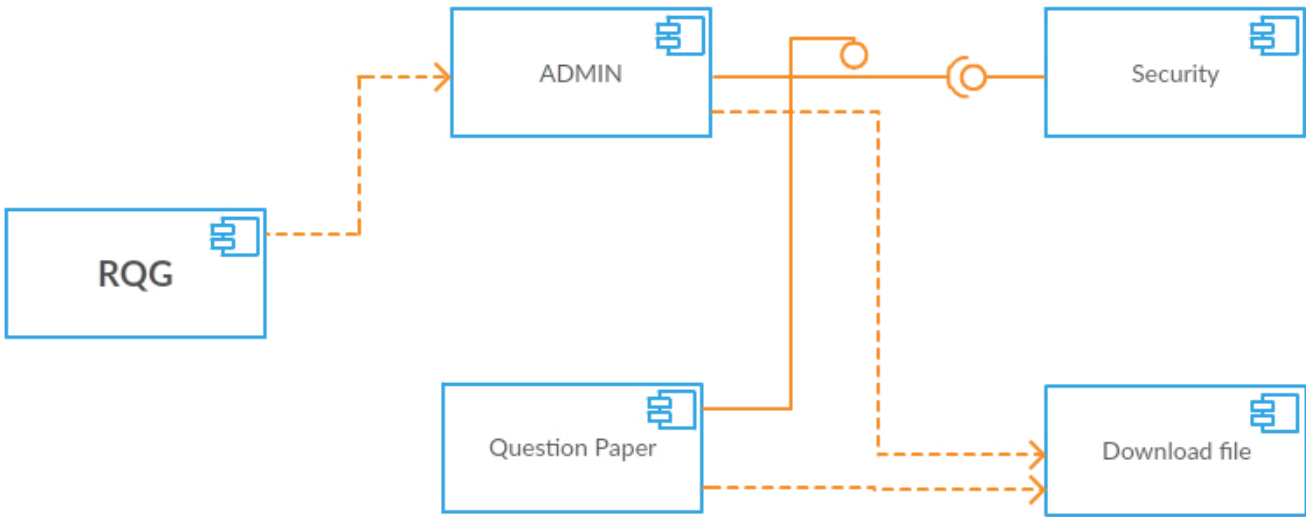 ADMIN
Security
RQG
Question Paper
Download file